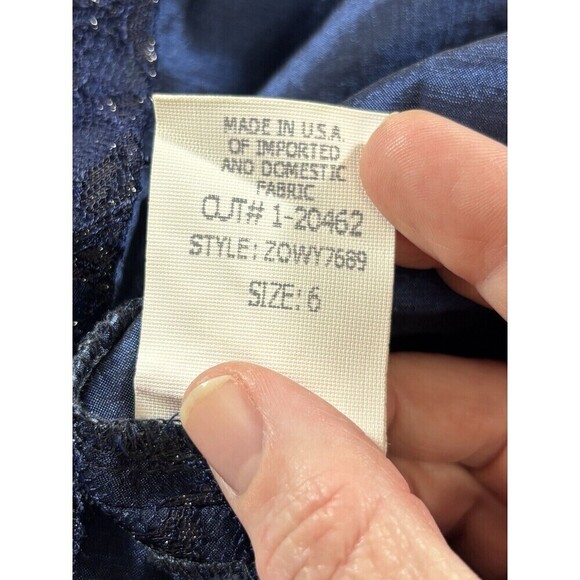 MADE IN U.S.A.
OF IMPORTED
AND DOMESTIC
FABRIC
CUT# 1-20462
STYLE: ZOWY7689
SIZE: 6